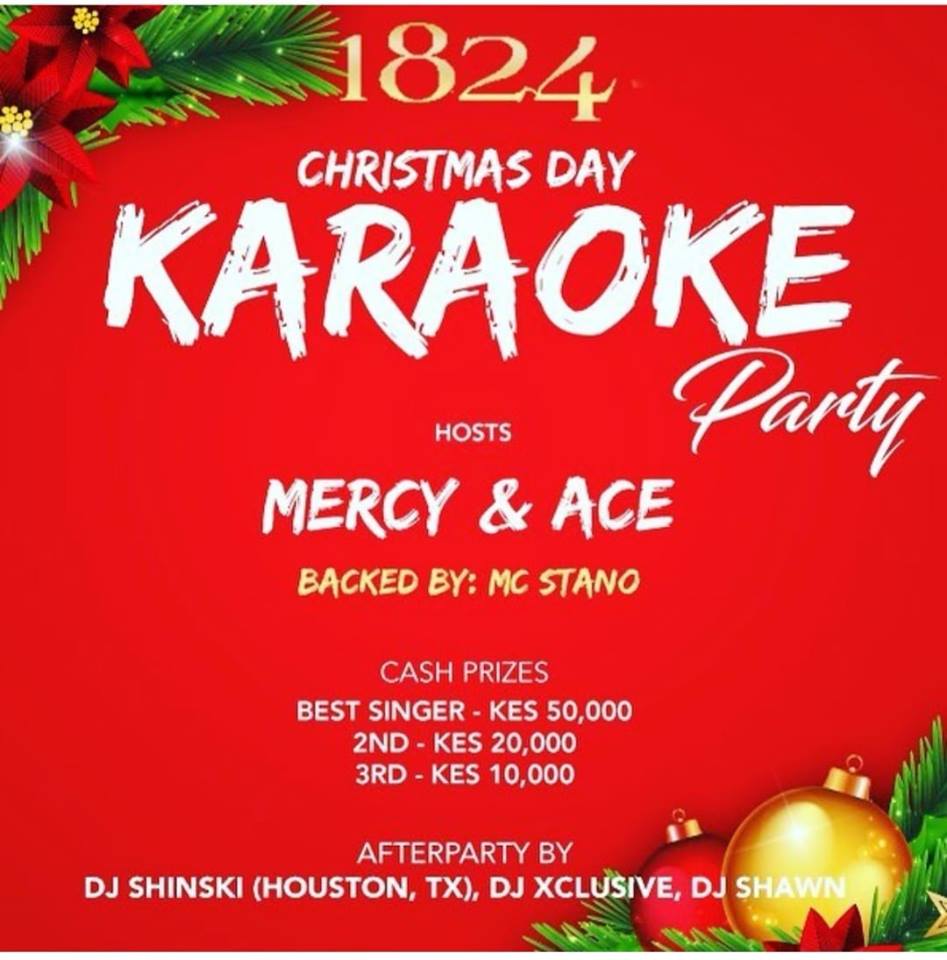 1824
CHRISTMAS DAY
KARAOKE
Party
HOSTS
MERCY & ACE
BACKED BY: MC STANO
CASH PRIZES
BEST SINGER - KES 50,000
2ND - KES 20,000
3RD - KES 10,000
AFTERPARTY BY
DJ SHINSKI (HOUSTON, TX), DJ XCLUSIVE, DJ SHAWN